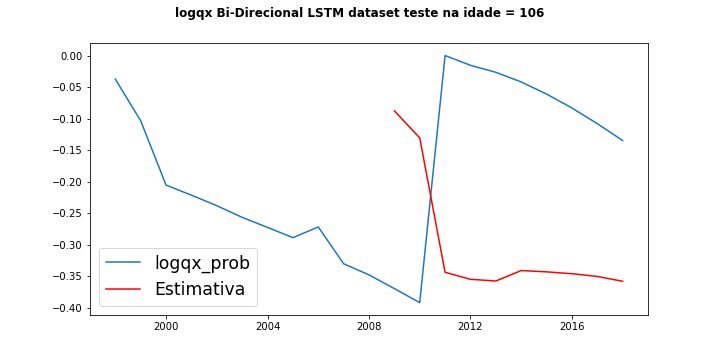 logqx Bi-Direcional LSTM dataset teste na idade = 106
0.00
−0.05
−0.10
−0.15
−0.20
−0.25
−0.30
−0.35
−0.40
logqx_prob
Estimativa
2000 2004 2008 2012 2016